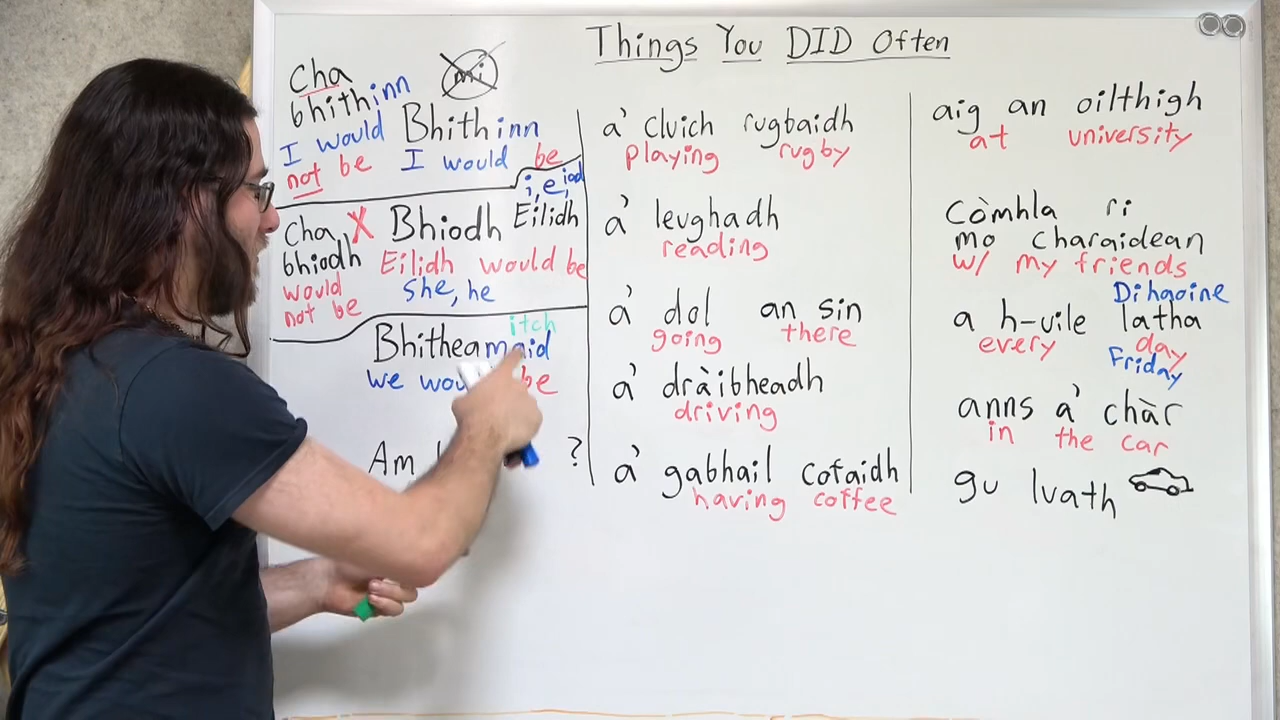 Things You DID Often
Cha
bhithinn
I would
not be
mi
Bhithinn
I would be
i, e, iad
Cha X
bhiodh
would
not be
Bhiodh Eilidh
Eilidh would be
she, he
itch
Bhitheamaid
we be
Am ?
a' cluich rugbaidh
playing rugby
a' leughadh
reading
a' dol an sin
going there
a' dràibheadh
driving
a' gabhail cofaidh
having coffee
aig an oilthigh
at university
còmhla ri
mo charaidean
w/ my friends
Dihaoine
a h-uile latha
every day
Friday
anns a' chàr
in the car
gu luath